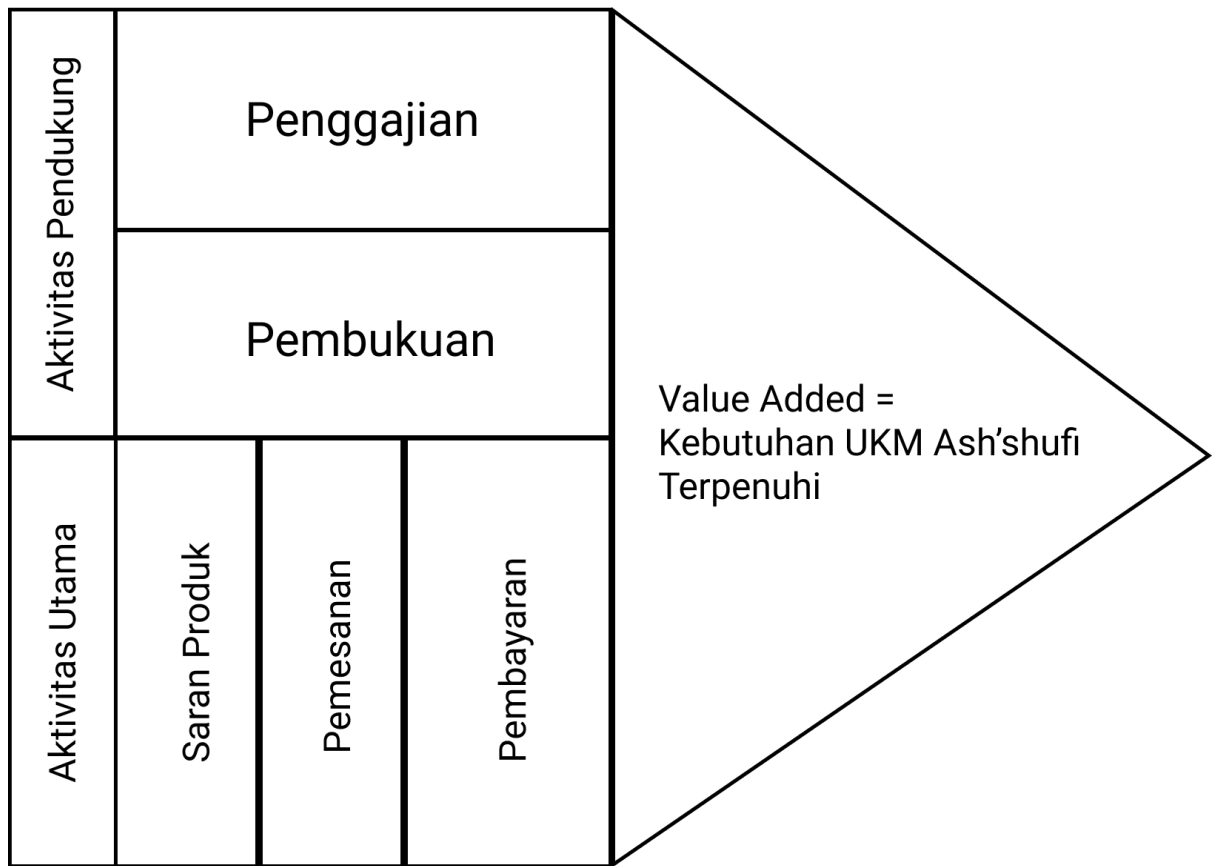 Aktivitas Pendukung
Penggajian
Pembukuan
Aktivitas Utama
Saran Produk
Pemesanan
Pembayaran
Value Added =
Kebutuhan UKM Ash’shufi
Terpenuhi